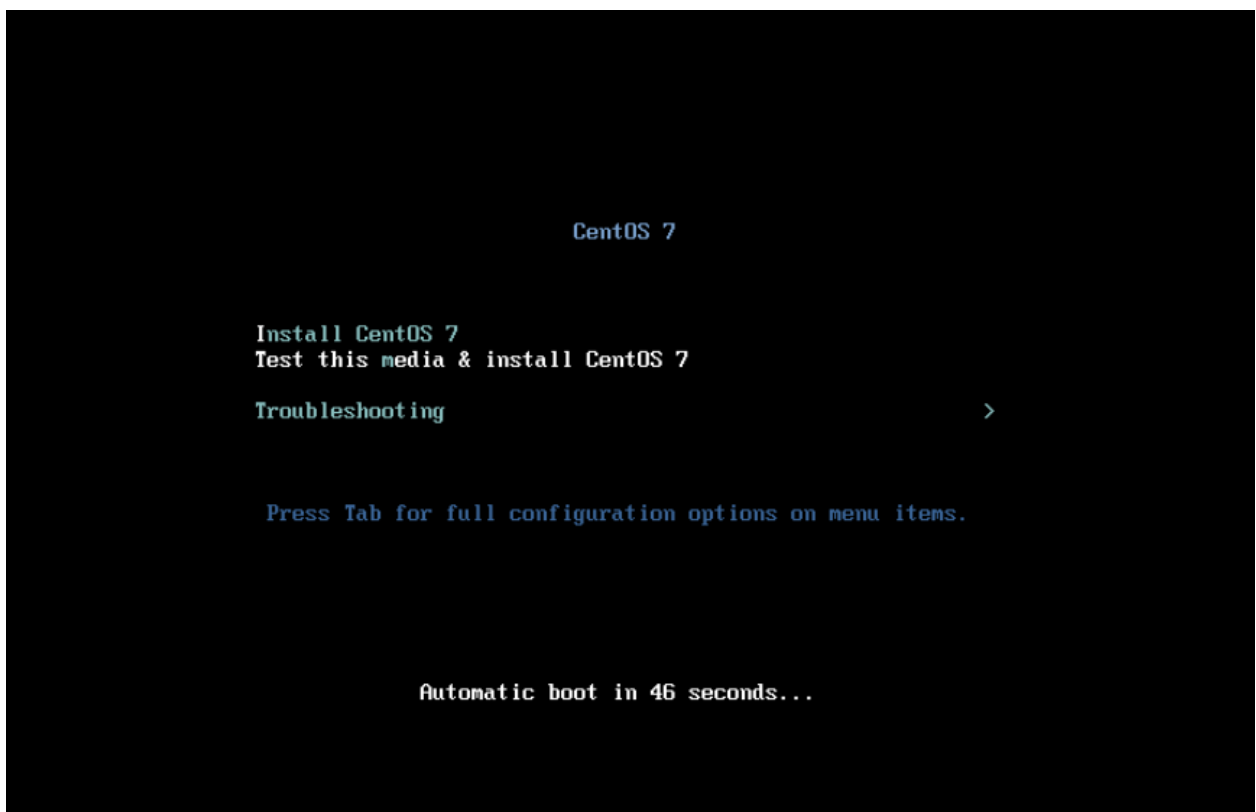 CentOS 7
Install CentOS 7
Test this media & install CentOS 7
Troubleshooting >
Press Tab for full configuration options on menu items.
Automatic boot in 46 seconds...